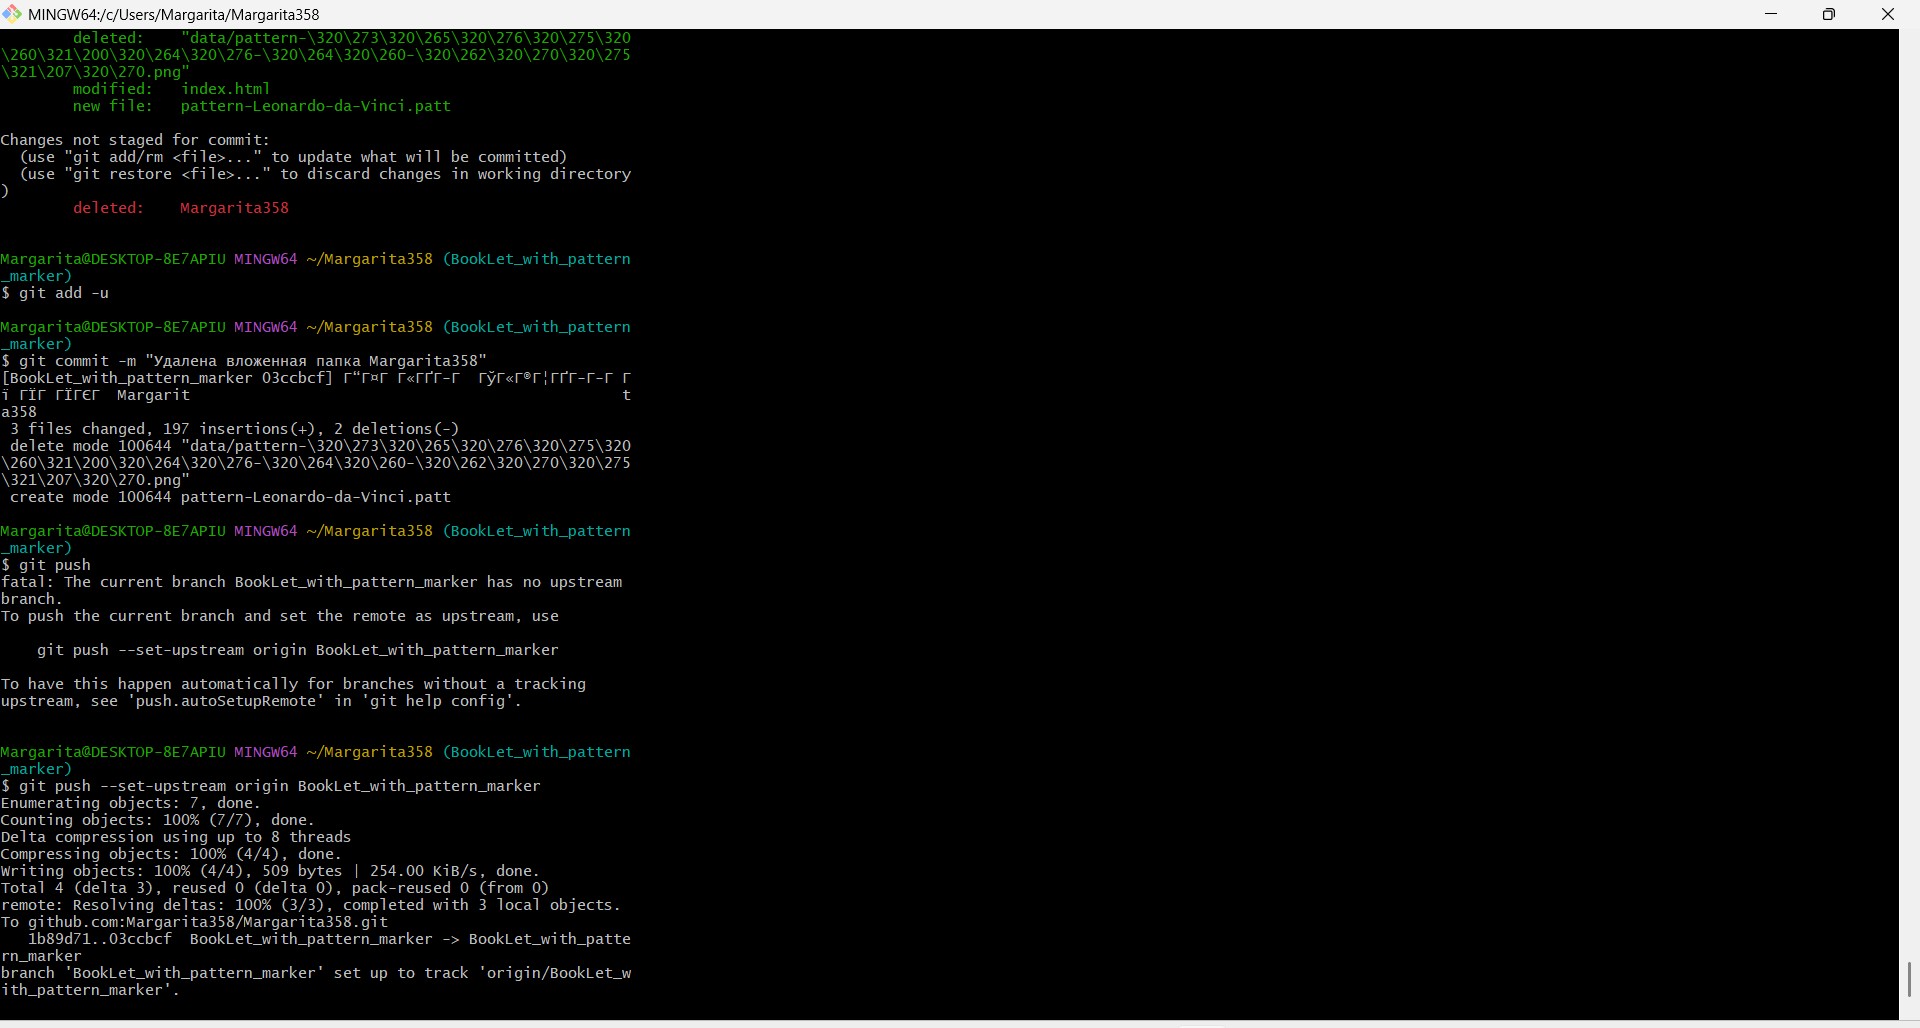 MINGW64:/c/Users/Margarita/Margarita358
        deleted:    "data/pattern-\320\273\320\265\320\276\320\275\320
\260\321\200\320\264\320\276-\320\264\320\260-\320\262\320\270\320\275
\321\207\320\270.png"
        modified:   index.html
        new file:   pattern-Leonardo-da-Vinci.patt
Changes not staged for commit:
  (use "git add/rm <file>..." to update what will be committed)
  (use "git restore <file>..." to discard changes in working directory
)
        deleted:    Margarita358
Margarita@DESKTOP-8E7APIU MINGW64 ~/Margarita358 (BookLet_with_pattern
_marker)
$ git add -u
Margarita@DESKTOP-8E7APIU MINGW64 ~/Margarita358 (BookLet_with_pattern
_marker)
$ git commit -m "Удалена вложенная папка Margarita358"
[BookLet_with_pattern_marker 03ccbcf]
Margarit t
a358
 3 files changed, 197 insertions(+), 2 deletions(-)
 delete mode 100644 "data/pattern-\320\273\320\265\320\276\320\275\320
\260\321\200\320\264\320\276-\320\264\320\260-\320\262\320\270\320\275
\321\207\320\270.png"
 create mode 100644 pattern-Leonardo-da-Vinci.patt
Margarita@DESKTOP-8E7APIU MINGW64 ~/Margarita358 (BookLet_with_pattern
_marker)
$ git push
fatal: The current branch BookLet_with_pattern_marker has no upstream
branch.
To push the current branch and set the remote as upstream, use
    git push --set-upstream origin BookLet_with_pattern_marker
To have this happen automatically for branches without a tracking
upstream, see 'push.autoSetupRemote' in 'git help config'.
Margarita@DESKTOP-8E7APIU MINGW64 ~/Margarita358 (BookLet_with_pattern
_marker)
$ git push --set-upstream origin BookLet_with_pattern_marker
Enumerating objects: 7, done.
Counting objects: 100% (7/7), done.
Delta compression using up to 8 threads
Compressing objects: 100% (4/4), done.
Writing objects: 100% (4/4), 509 bytes | 254.00 KiB/s, done.
Total 4 (delta 3), reused 0 (delta 0), pack-reused 0 (from 0)
remote: Resolving deltas: 100% (3/3), completed with 3 local objects.
To github.com:Margarita358/Margarita358.git
   1b89d71..03ccbcf  BookLet_with_pattern_marker -> BookLet_with_patte
rn_marker
branch 'BookLet_with_pattern_marker' set up to track 'origin/BookLet_w
ith_pattern_marker'.